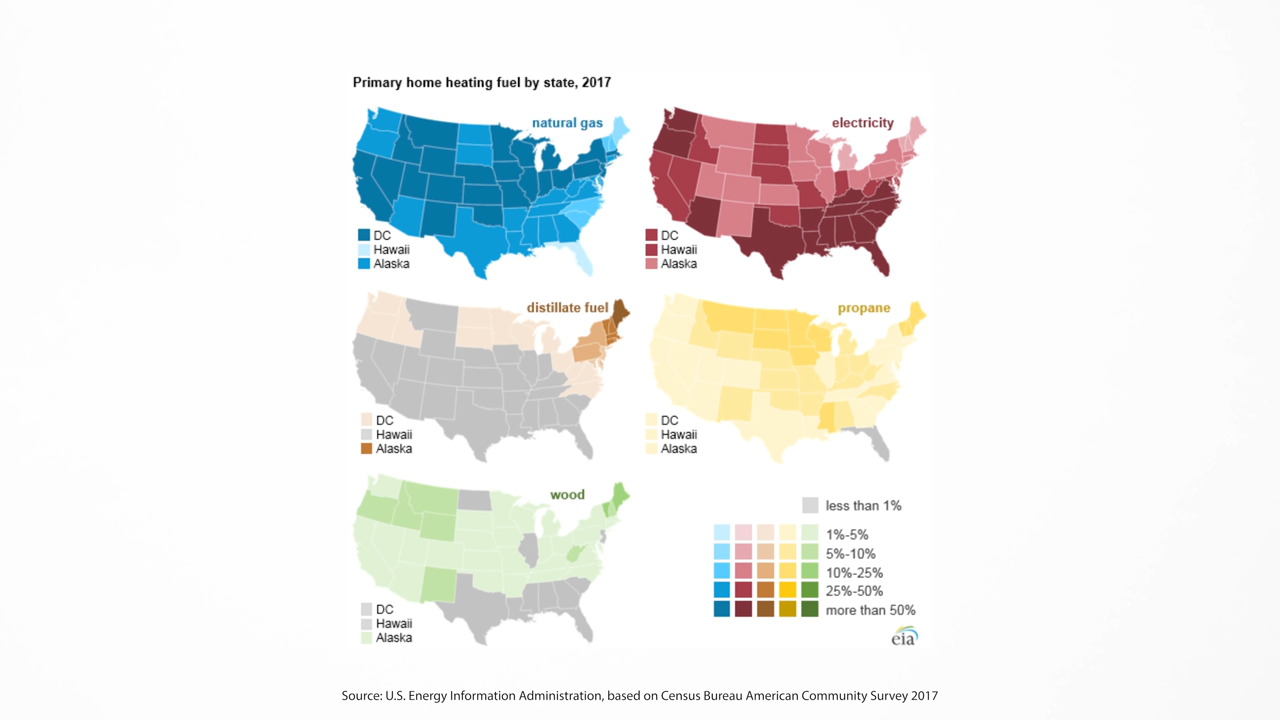 Primary home heating fuel by state, 2017
natural gas
DC
Hawaii
Alaska
electricity
DC
Hawaii
Alaska
distillate fuel
DC
Hawaii
Alaska
propane
DC
Hawaii
Alaska
wood
DC
Hawaii
Alaska
less than 1%
1%-5%
5%-10%
10%-25%
25%-50%
more than 50%
eia
Source: U.S. Energy Information Administration, based on Census Bureau American Community Survey 2017